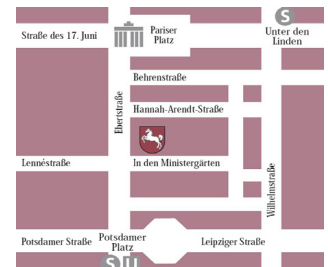 S
Straße des 17. Juni
Pariser
Platz
Unter den
Linden
Behrenstraße
Ebertstraße
Hannah-Arendt-Straße
Lennéstraße
In den Ministergärten
Wilhelmstraße
Potsdamer Straße
Potsdamer
Platz
Leipziger Straße
S U